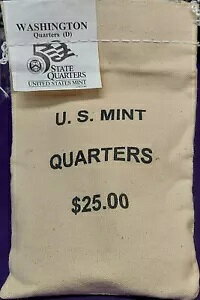 WASHINGTON
Quarters (D)
50
STATE
QUARTERS
UNITED STATES MINT
U. S. MINT
QUARTERS
$25.00